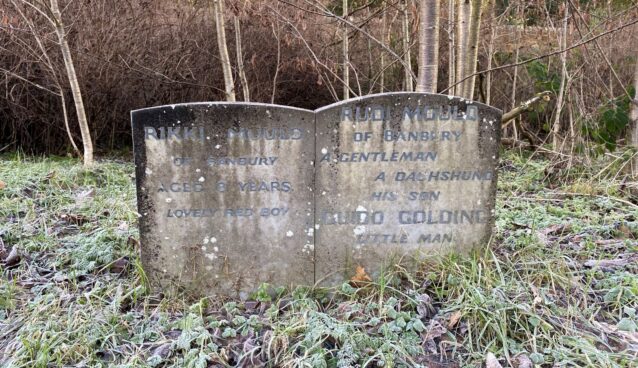 RIKKI MOULD
OF BANBURY
AGED 8 YEARS
LOVELY RED BOY
RUDI MOULD
OF BANBURY
A GENTLEMAN
A DACHSHUND
HIS SON
GUIDO GOLDING
LITTLE MAN